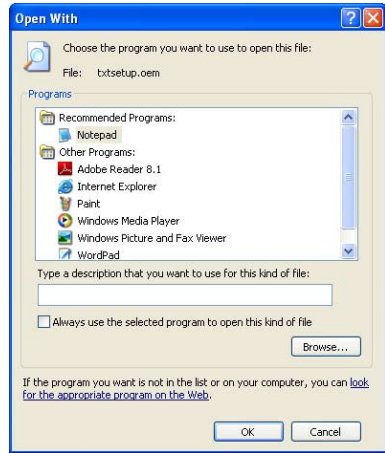 Open With
Choose the program you want to use to open this file:
File: txtsetup.oem
Programs
Recommended Programs:
Notepad
Other Programs:
Adobe Reader 8.1
Internet Explorer
Paint
Windows Media Player
Windows Picture and Fax Viewer
WordPad
Type a description that you want to use for this kind of file:
Always use the selected program to open this kind of file
Browse...
If the program you want is not in the list or on your computer, you can look
for the appropriate program on the Web.
OK Cancel